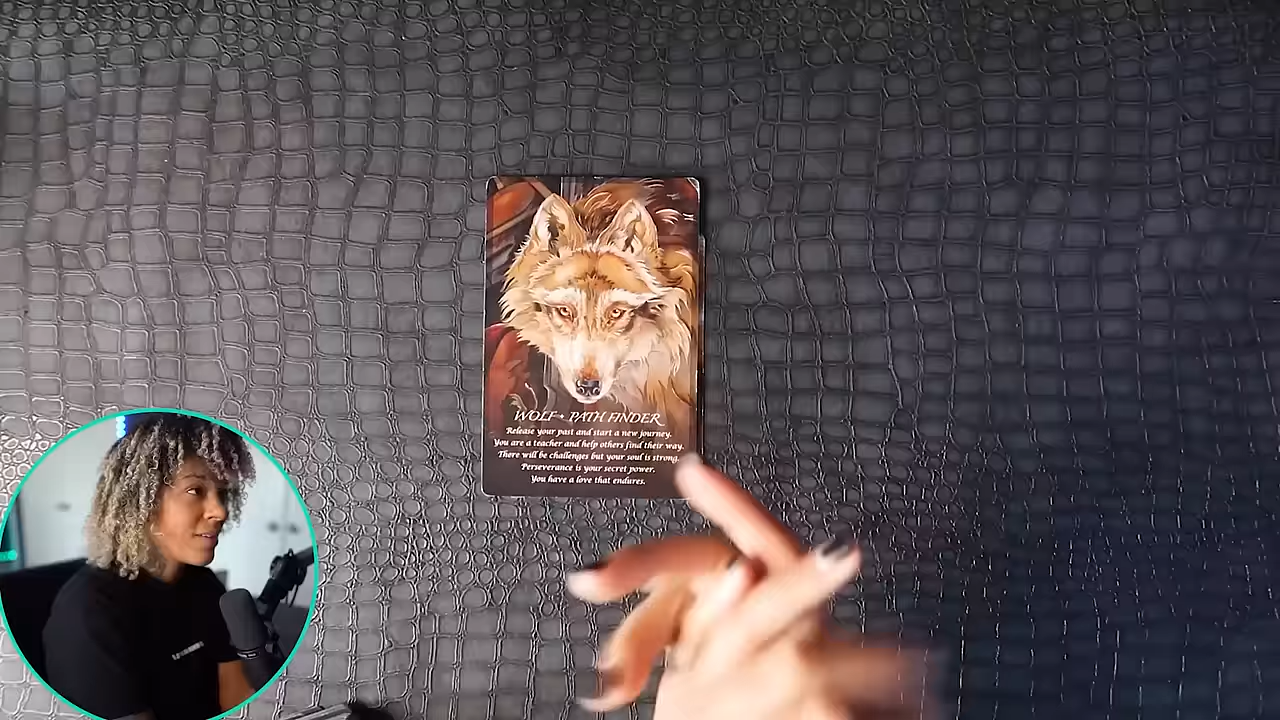 WOLF • PATH FINDER
Release your past and start a new journey.
You are a teacher and help others find their way.
There will be challenges but your soul is strong.
Perseverance is your secret power.
You have a love that endures.